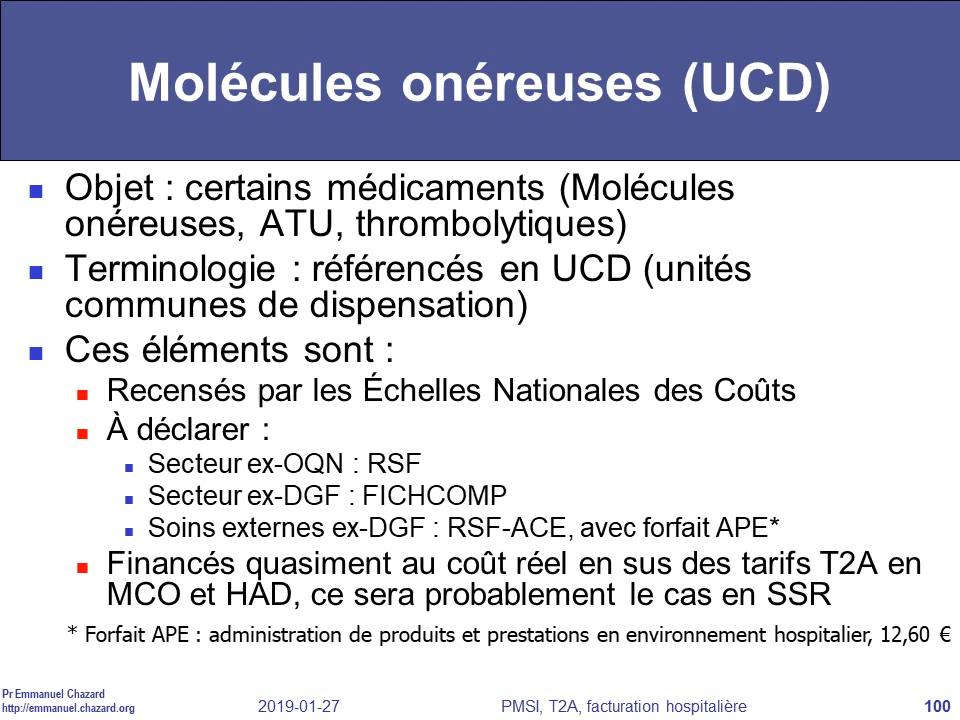 Molécules onéreuses (UCD)
Objet : certains médicaments (Molécules
onéreuses, ATU, thrombolytiques)
Terminologie : référencés en UCD (unités
communes de dispensation)
Ces éléments sont :
Recensés par les Échelles Nationales des Coûts
À déclarer :
Secteur ex-OQN : RSF
Secteur ex-DGF : FICHCOMP
Soins externes ex-DGF : RSF-ACE, avec forfait APE*
Financés quasiment au coût réel en sus des tarifs T2A en
MCO et HAD, ce sera probablement le cas en SSR
* Forfait APE : administration de produits et prestations en environnement hospitalier, 12,60 €
Pr Emmanuel Chazard
http://emmanuel.chazard.org
2019-01-27
PMSI, T2A, facturation hospitalière
100